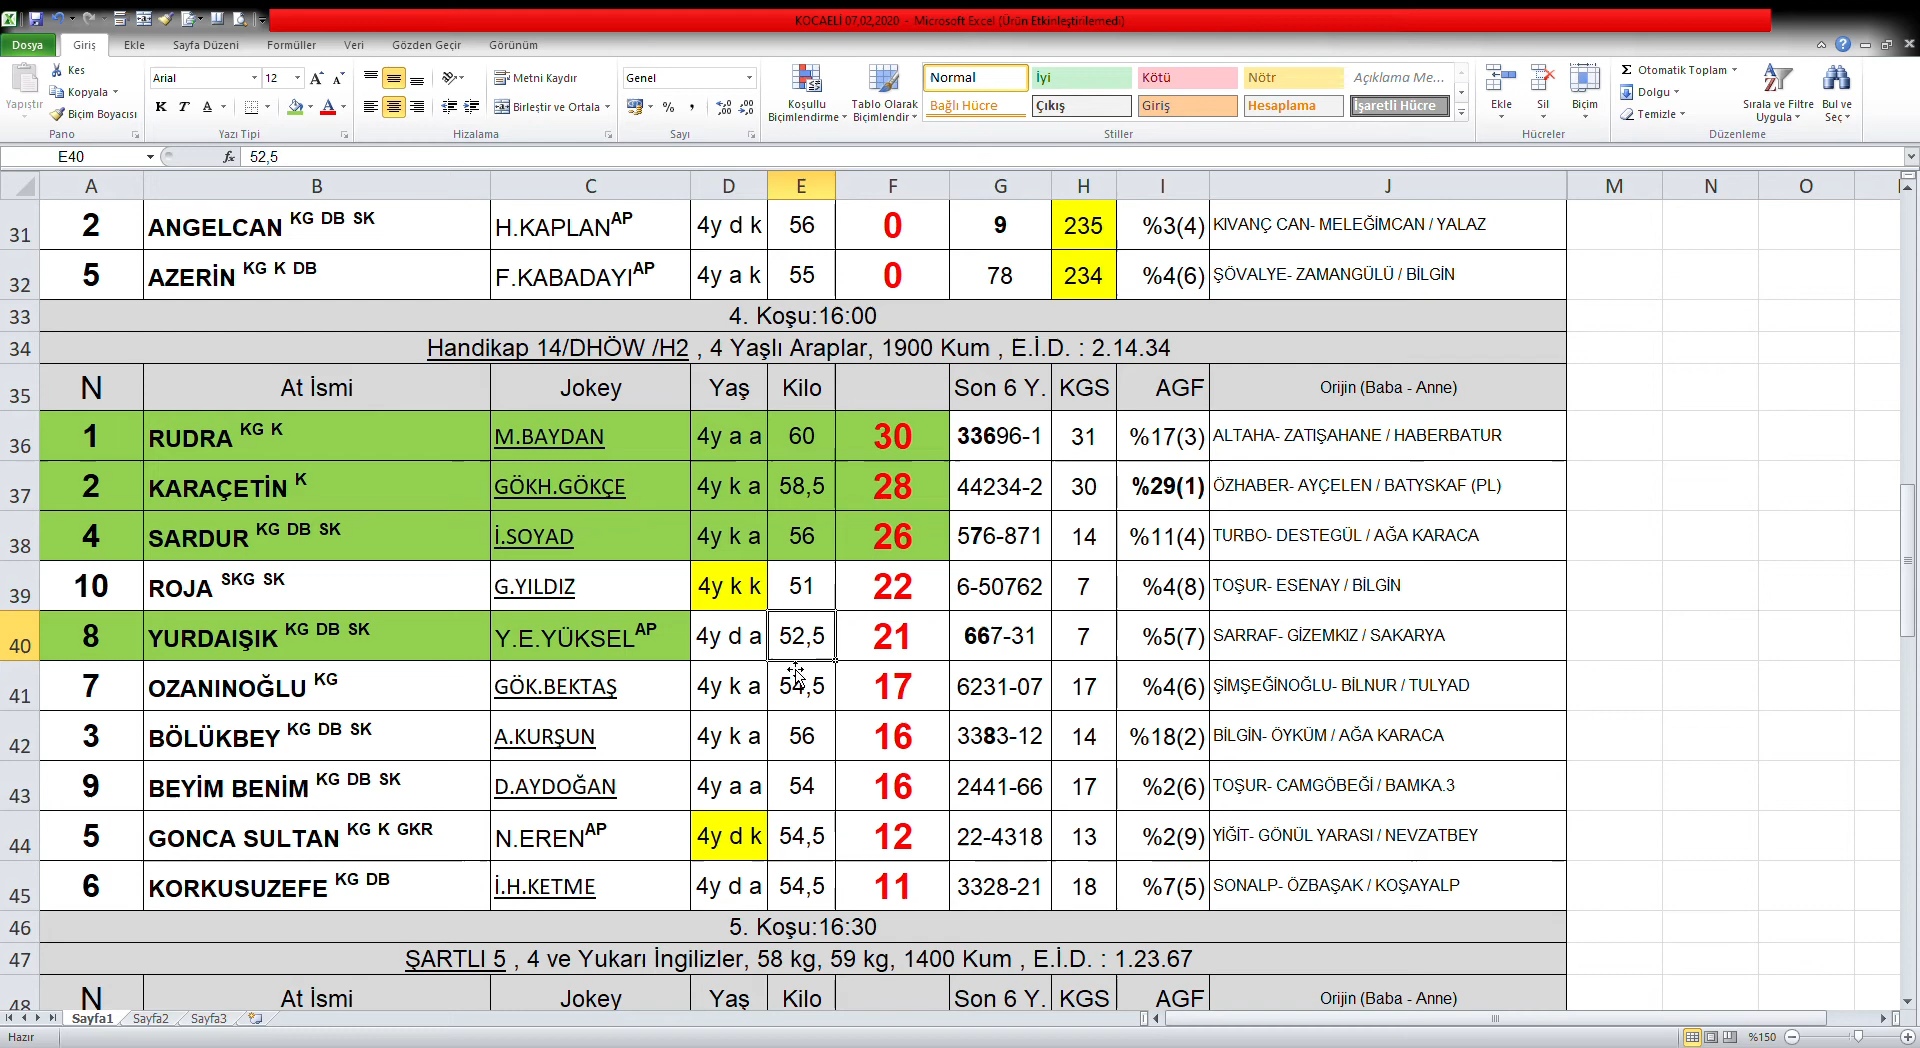 KOCAELİ 07,02,2020 - Microsoft Excel (Ürün Etkinleştirilemedi)
Dosya Giriş Ekle Sayfa Düzeni Formüller Veri Gözden Geçir Görünüm
Yapıştır Kes Kopyala Biçim Boyacısı Pano
Arial 12 K T A Yazı Tipi
Metni Kaydır Birleştir ve Ortala Hizalama
Genel % Sayı
Koşullu Biçimlendirme Tablo Olarak Biçimlendir
Normal İyi Kötü Nötr Açıklama Me...
Bağlı Hücre Çıkış Giriş Hesaplama İşaretli Hücre
Stiller
Ekle Sil Biçim Hücreler
Otomatik Toplam Dolgu Temizle Sırala ve Filtre Uygula Bul ve Seç Düzenleme
E40 fx 52,5
A B C D E F G H I J M N O
31 2 ANGELCAN KG DB SK H.KAPLANAP 4y d k 56 0 9 235 %3(4) KIVANÇ CAN- MELEĞİMCAN / YALAZ
32 5 AZERİN KG K DB F.KABADAYIAP 4y a k 55 0 78 234 %4(6) ŞÖVALYE- ZAMANGÜLÜ / BİLGİN
33 4. Koşu:16:00
34 Handikap 14/DHÖW /H2 , 4 Yaşlı Araplar, 1900 Kum , E.İ.D. : 2.14.34
35 N At İsmi Jokey Yaş Kilo Son 6 Y. KGS AGF Orijin (Baba - Anne)
36 1 RUDRA KG K M.BAYDAN 4y a a 60 30 33696-1 31 %17(3) ALTAHA- ZATIŞAHANE / HABERBATUR
37 2 KARAÇETİN K GÖKH.GÖKÇE 4y k a 58,5 28 44234-2 30 %29(1) ÖZHABER- AYÇELEN / BATYSKAF (PL)
38 4 SARDUR KG DB SK İ.SOYAD 4y k a 56 26 576-871 14 %11(4) TURBO- DESTEGÜL / AĞA KARACA
39 10 ROJA SKG SK G.YILDIZ 4y k k 51 22 6-50762 7 %4(8) TOŞUR- ESENAY / BİLGİN
40 8 YURDAIŞIK KG DB SK Y.E.YÜKSELAP 4y d a 52,5 21 667-31 7 %5(7) SARRAF- GİZEMKIZ / SAKARYA
41 7 OZANINOĞLU KG GÖK.BEKTAŞ 4y k a 54,5 17 6231-07 17 %4(6) ŞİMŞEĞİNOĞLU- BİLNUR / TULYAD
42 3 BÖLÜKBEY KG DB SK A.KURŞUN 4y k a 56 16 3383-12 14 %18(2) BİLGİN- ÖYKÜM / AĞA KARACA
43 9 BEYİM BENİM KG DB SK D.AYDOĞAN 4y a a 54 16 2441-66 17 %2(6) TOŞUR- CAMGÖBEĞİ / BAMKA.3
44 5 GONCA SULTAN KG K GKR N.ERENAP 4y d k 54,5 12 22-4318 13 %2(9) YİĞİT- GÖNÜL YARASI / NEVZATBEY
45 6 KORKUSUZEFE KG DB İ.H.KETME 4y d a 54,5 11 3328-21 18 %7(5) SONALP- ÖZBAŞAK / KOŞAYALP
46 5. Koşu:16:30
47 ŞARTLI 5 , 4 ve Yukarı İngilizler, 58 kg, 59 kg, 1400 Kum , E.İ.D. : 1.23.67
48 N At İsmi Jokey Yaş Kilo Son 6 Y. KGS AGF Orijin (Baba - Anne)
Sayfa1 Sayfa2 Sayfa3
Hazır %150